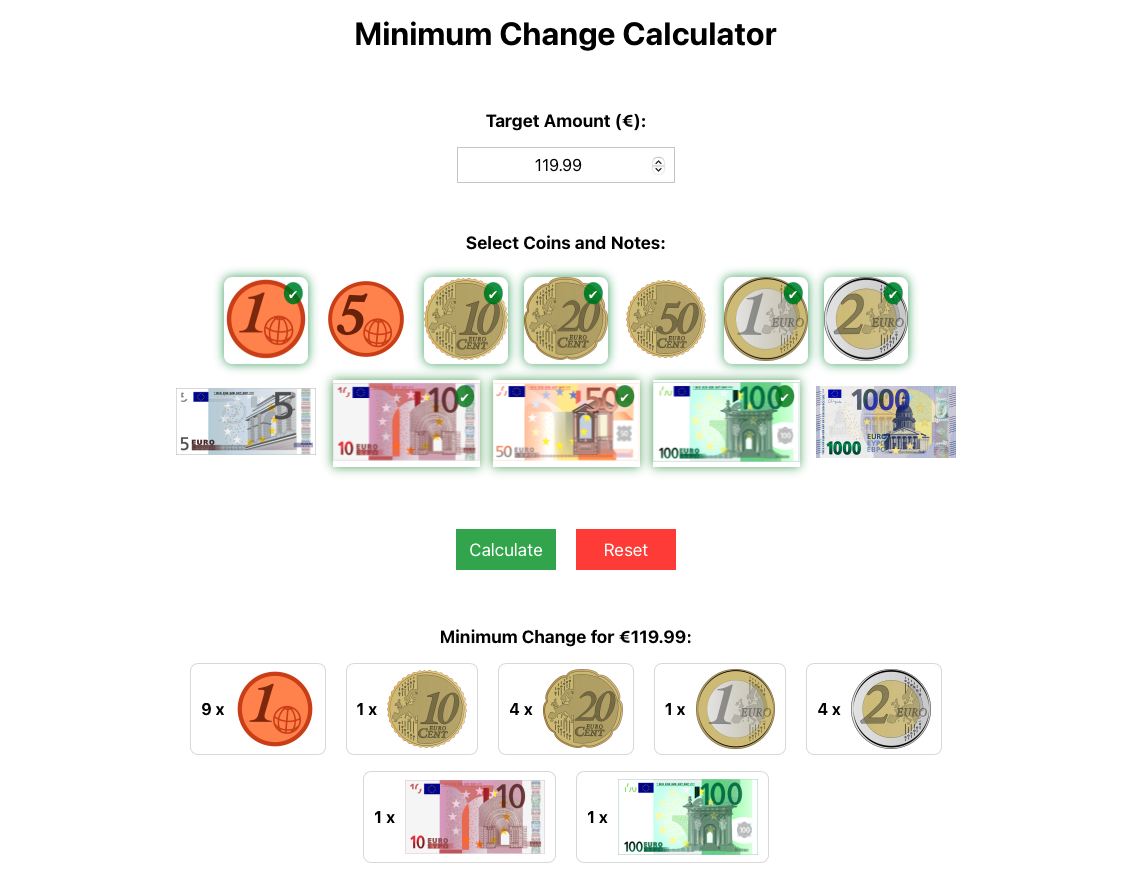 Minimum Change Calculator
Target Amount (€):
119.99
Select Coins and Notes:
1 5 10 EURO CENT 20 EURO CENT 50 EURO CENT 1 EURO 2 EURO
5 5 EURO 10 10 EURO 50 50 EURO 100 100 EURO 1000 1000 EURO
Calculate Reset
Minimum Change for €119.99:
9 x 1 1 x 10 EURO CENT 4 x 20 EURO CENT 1 x 1 EURO 4 x 2 EURO
1 x 10 10 EURO 1 x 100 100 EURO